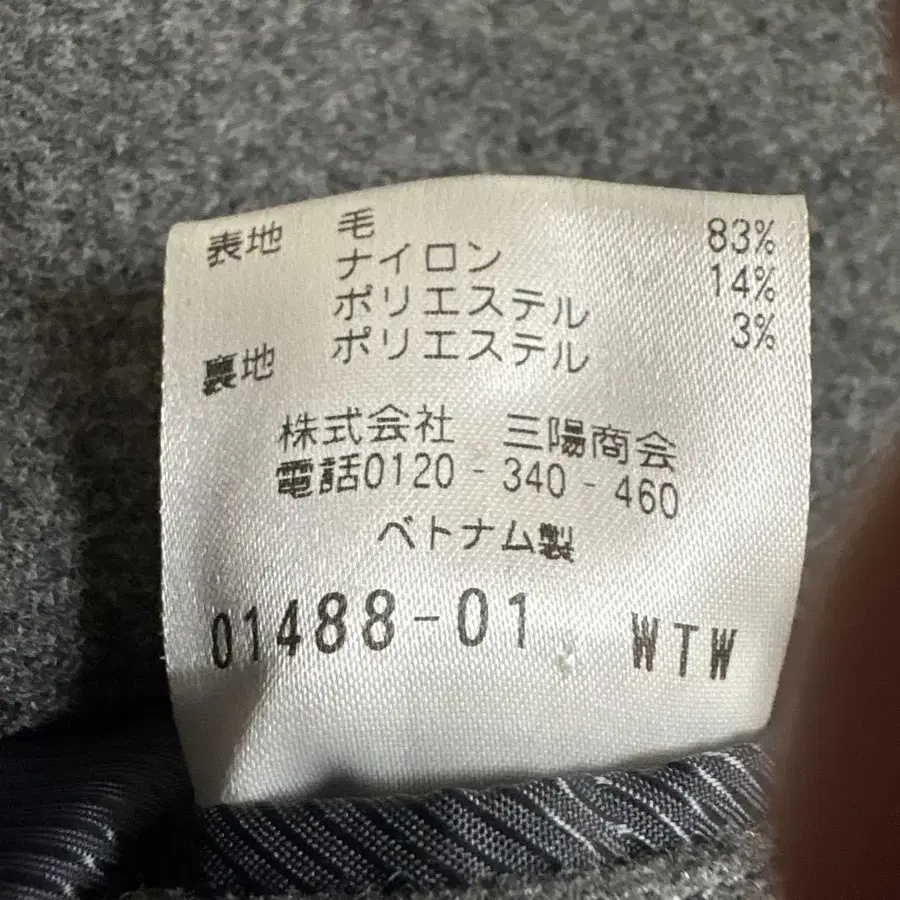 表地 毛 83%
ナイロン 14%
ポリエステル 3%
裏地 ポリエステル
株式会社 三陽商会
電話0120-340-460
ベトナム製
01488-01 WTW